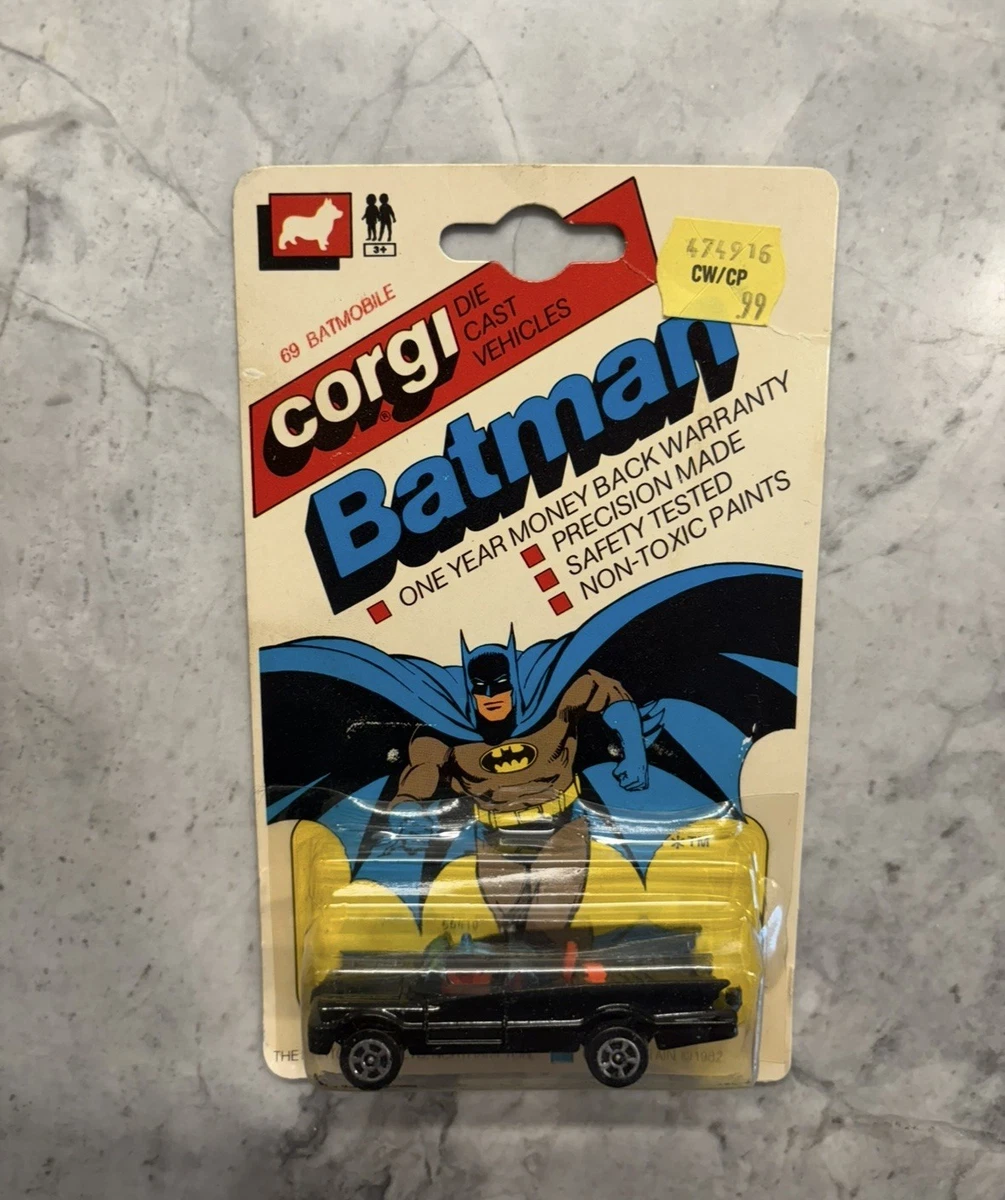 3+
474916
CW/CP
.99
69 BATMOBILE
corgi®
DIE
CAST
VEHICLES
Batman
ONE YEAR MONEY BACK WARRANTY
PRECISION MADE
SAFETY TESTED
NON-TOXIC PAINTS
*TM
THE
©1982